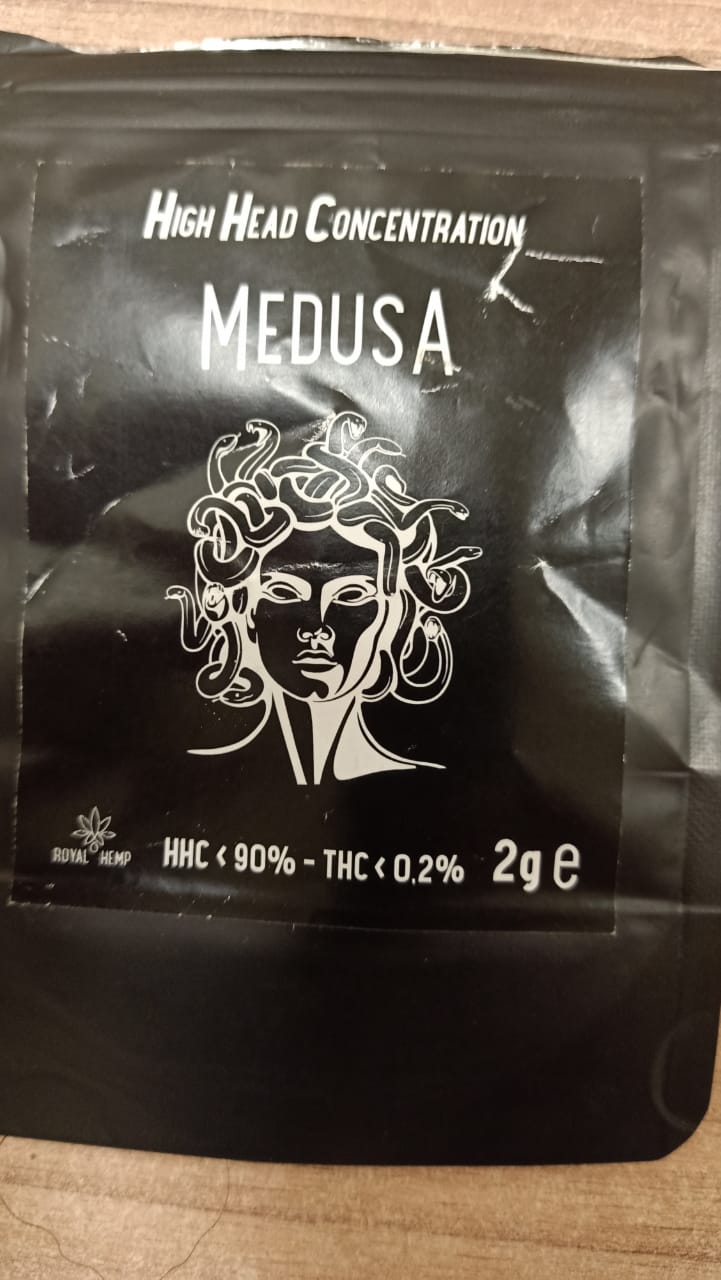 HIGH HEAD CONCENTRATION
MEDUSA
ROYAL HEMP
HHC < 90% - THC < 0,2% 2g e